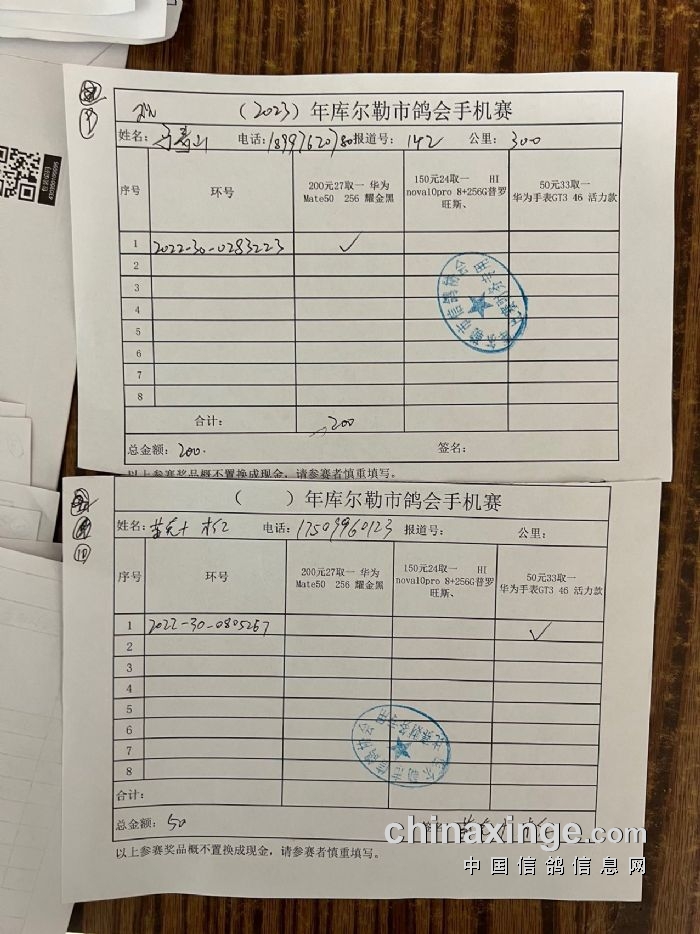 (2023)年库尔勒市鸽会手机赛
姓名: 马寿山 电话: 18997620780 报道号: 142 公里: 300
序号 环号 200元27取一 华为 Mate50 256 耀金黑 150元24取一 HI nova10pro 8+256G普罗旺斯、 50元33取一 华为手表GT3 46 活力款
1 2022-30-0283223 ✓
2
3
4
5
6
7
8
合计: 200
总金额: 200. 签名:
以上参赛奖品概不置换成现金，请参赛者慎重填写。
( )年库尔勒市鸽会手机赛
姓名: 电话: 17509960123 报道号: 公里:
序号 环号 200元27取一 华为 Mate50 256 耀金黑 150元24取一 HI nova10pro 8+256G普罗旺斯、 50元33取一 华为手表GT3 46 活力款
1 2022-30-0805267 ✓
2
3
4
5
6
7
8
合计:
总金额: 50
以上参赛奖品概不置换成现金，请参赛者慎重填写。
chinaxinge.com
中国信鸽信息网